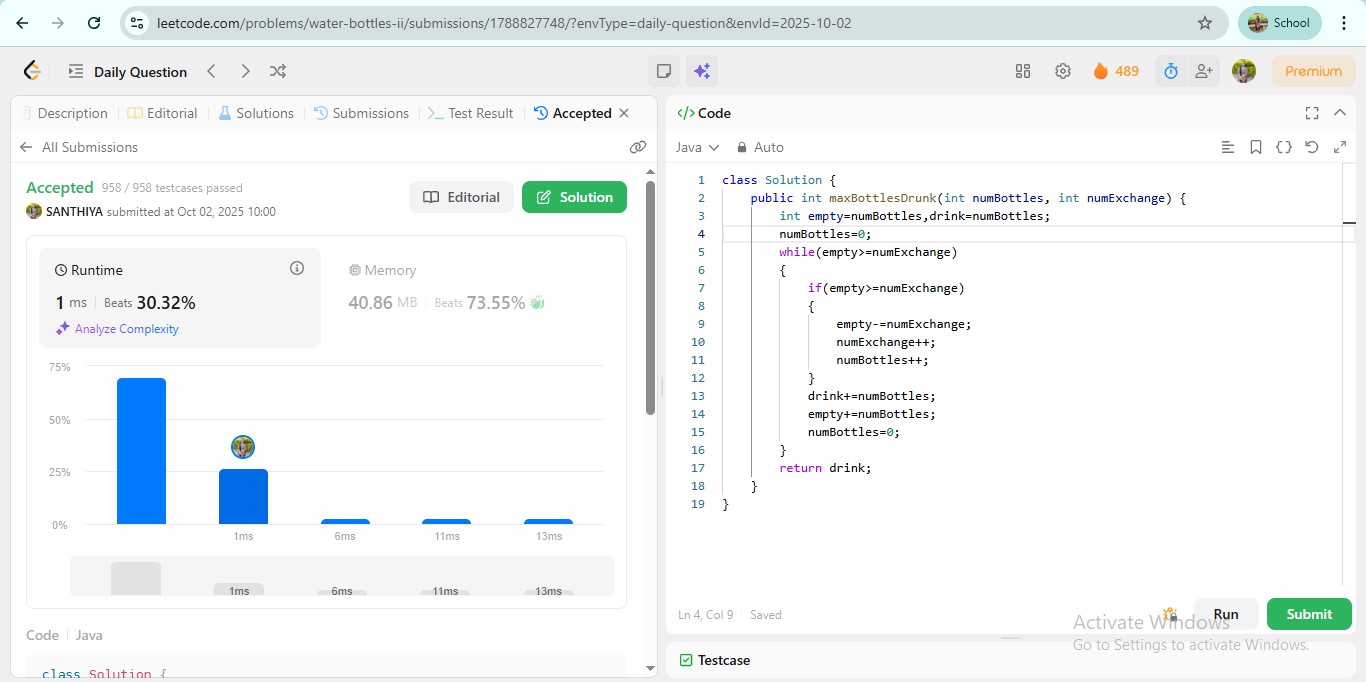 leetcode.com/problems/water-bottles-ii/submissions/1788827748/?envType=daily-question&envId=2025-10-02
School
Daily Question
489
Premium
Description
Editorial
Solutions
Submissions
Test Result
Accepted
All Submissions
Accepted 958 / 958 testcases passed
SANTHIYA submitted at Oct 02, 2025 10:00
Editorial
Solution
Runtime
1 ms Beats 30.32%
Analyze Complexity
Memory
40.86 MB Beats 73.55%
75%
50%
25%
0%
1ms 6ms 11ms 13ms
1ms 6ms 11ms 13ms
Code Java
class Solution {
</> Code
Java Auto
1 class Solution {
2 public int maxBottlesDrunk(int numBottles, int numExchange) {
3 int empty=numBottles,drink=numBottles;
4 numBottles=0;
5 while(empty>=numExchange)
6 {
7 if(empty>=numExchange)
8 {
9 empty-=numExchange;
10 numExchange++;
11 numBottles++;
12 }
13 drink+=numBottles;
14 empty+=numBottles;
15 numBottles=0;
16 }
17 return drink;
18 }
19 }
Ln 4, Col 9 Saved
Run
Submit
Activate Windows
Go to Settings to activate Windows.
Testcase